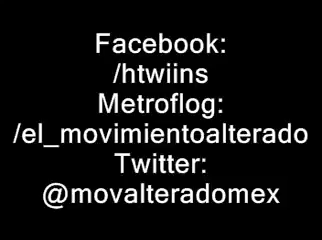 Facebook:
/htwiins
Metroflog:
/el_movimientoalterado
Twitter:
@movalteradomex